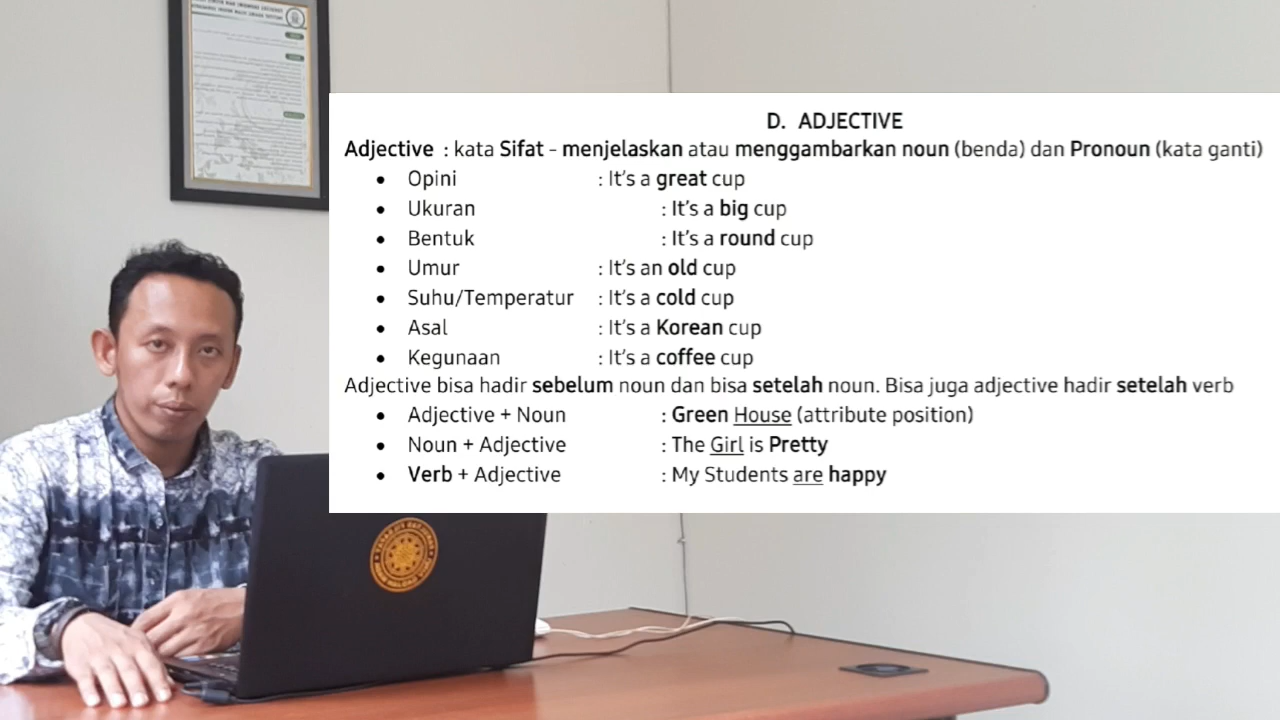 D. ADJECTIVE
Adjective : kata Sifat - menjelaskan atau menggambarkan noun (benda) dan Pronoun (kata ganti)
• Opini : It's a great cup
• Ukuran : It's a big cup
• Bentuk : It's a round cup
• Umur : It's an old cup
• Suhu/Temperatur : It's a cold cup
• Asal : It's a Korean cup
• Kegunaan : It's a coffee cup
Adjective bisa hadir sebelum noun dan bisa setelah noun. Bisa juga adjective hadir setelah verb
• Adjective + Noun : Green House (attribute position)
• Noun + Adjective : The Girl is Pretty
• Verb + Adjective : My Students are happy